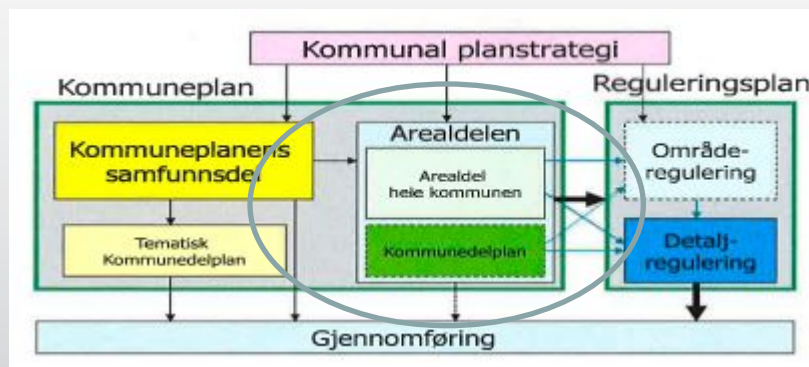 Kommunal planstrategi
Kommuneplan
Reguleringsplan
Kommuneplanens
samfunnsdel
Arealdelen
Arealdel
hele kommunen
Område-
regulering
Tematisk
Kommunedelplan
Kommunedelplan
Detalj-
regulering
Gjennomføring